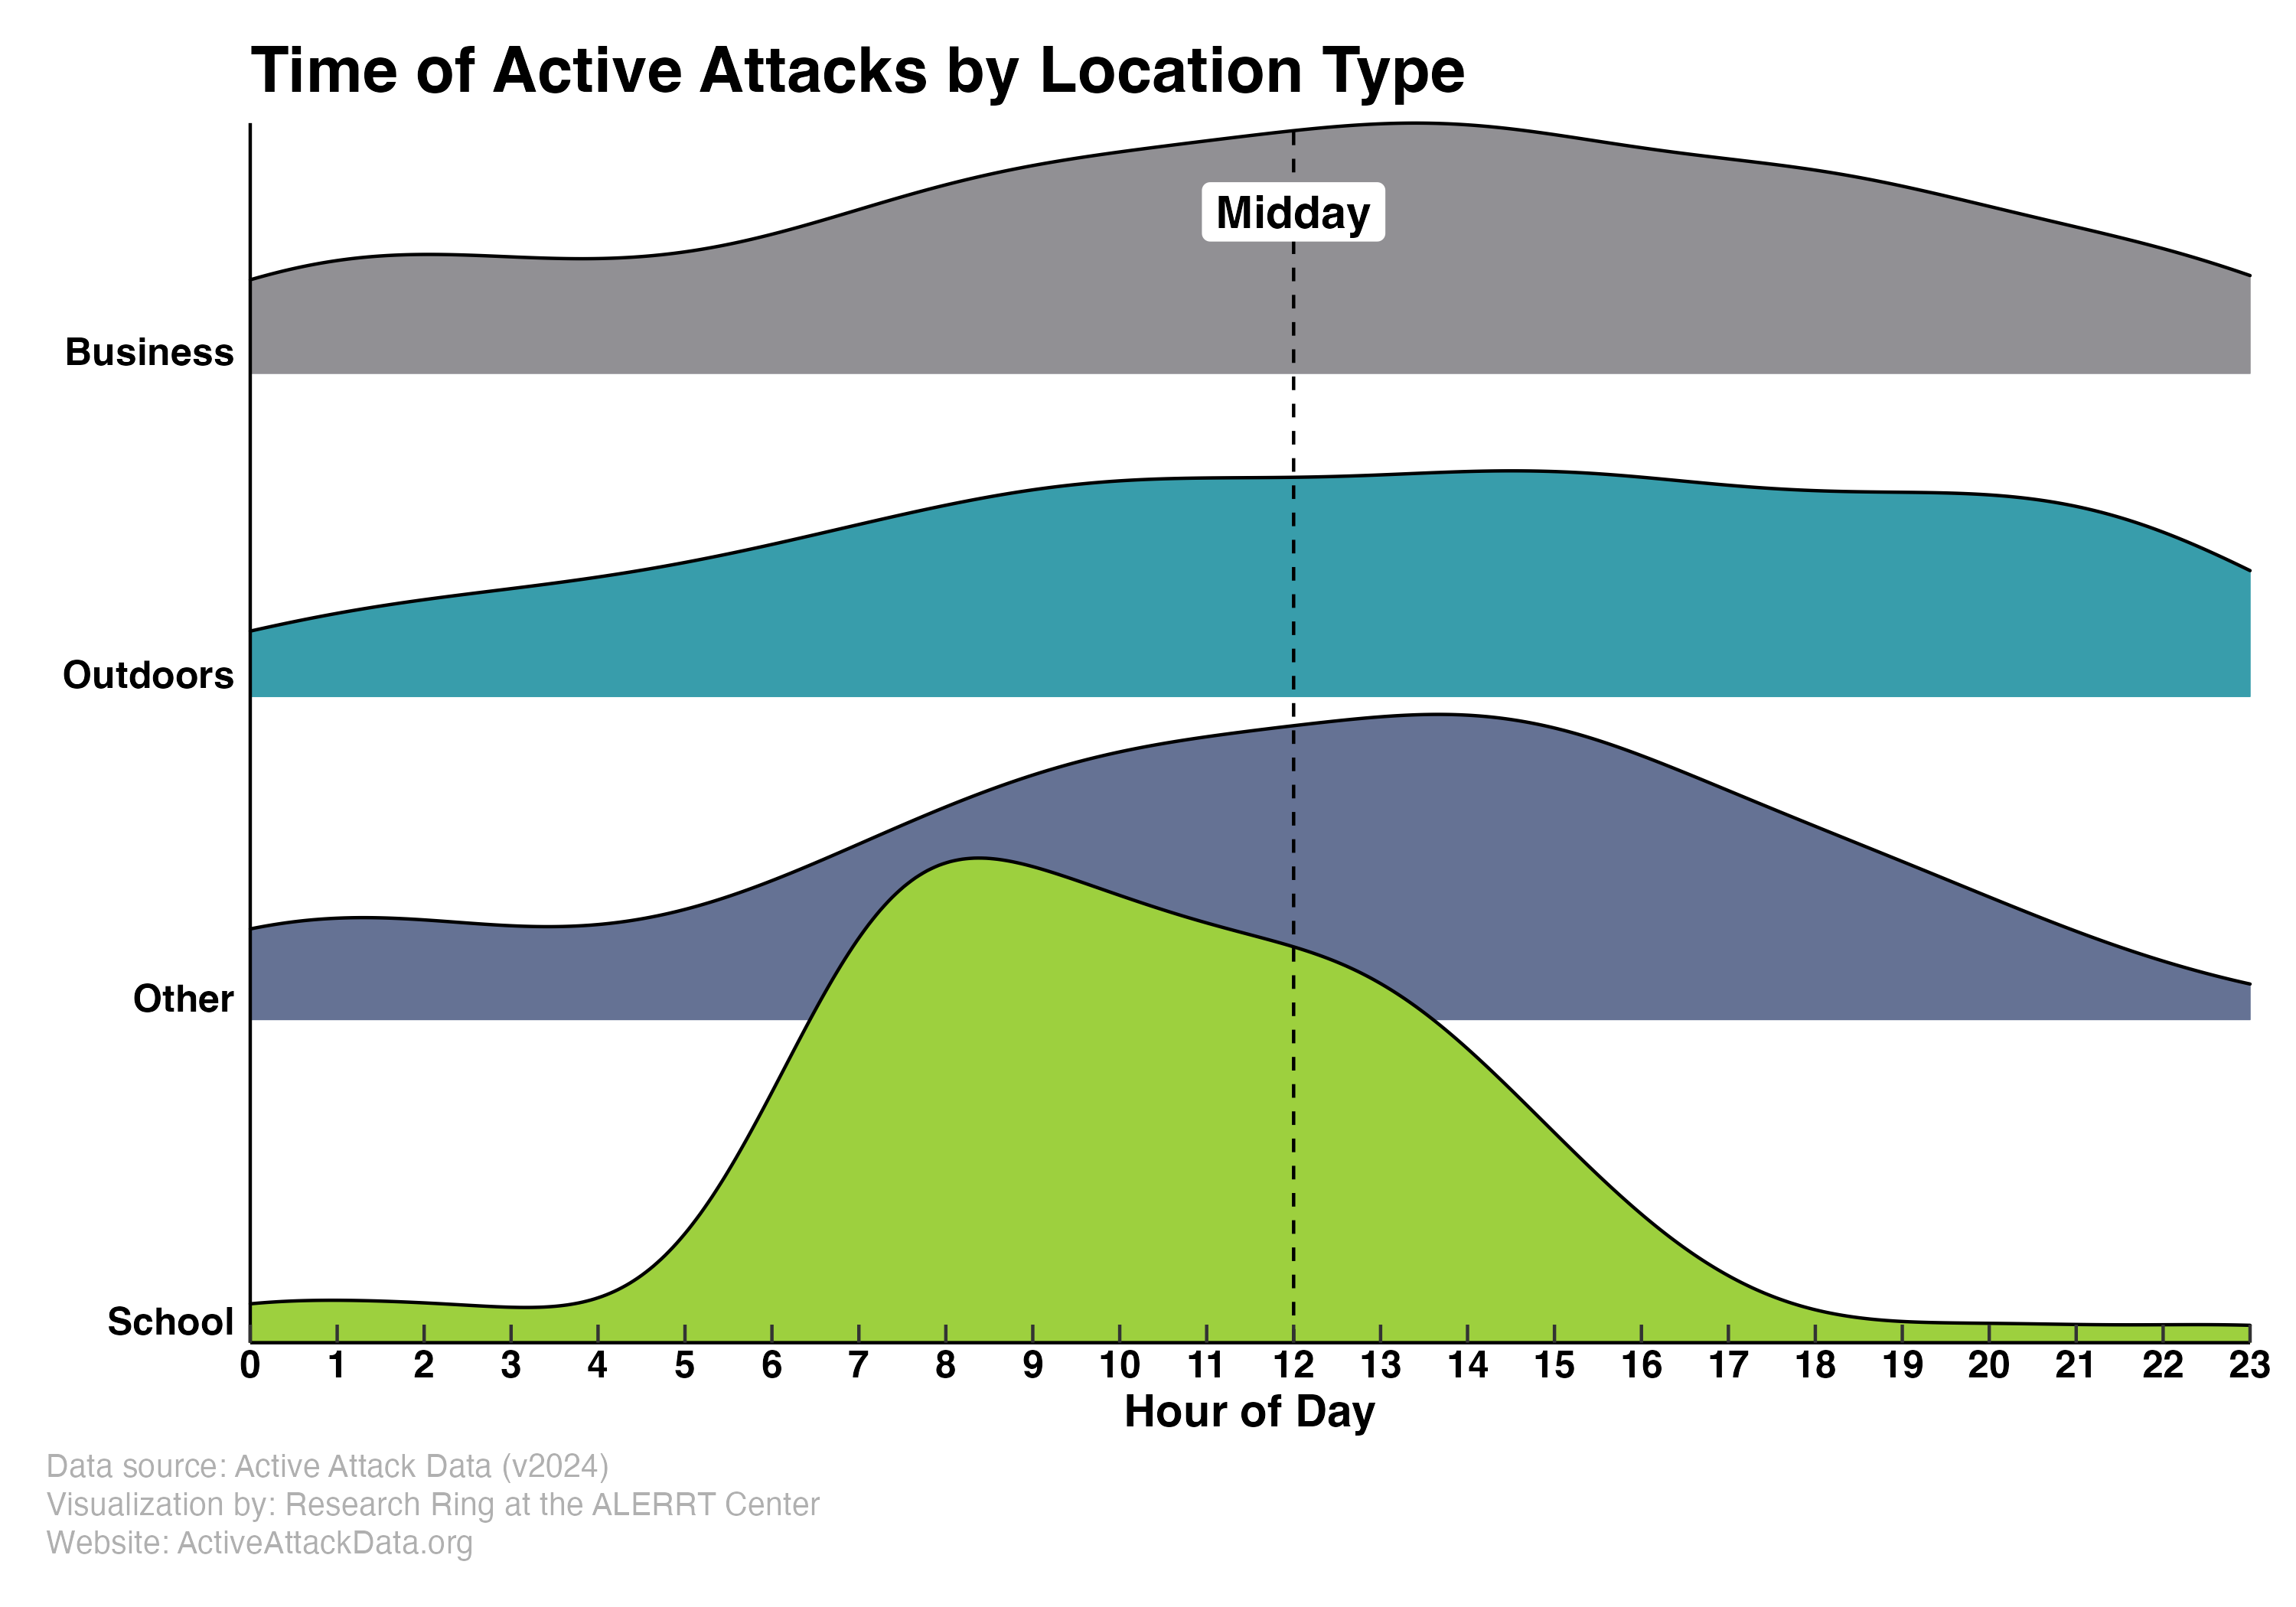 Time of Active Attacks by Location Type
Midday
Business
Outdoors
Other
School
0 1 2 3 4 5 6 7 8 9 10 11 12 13 14 15 16 17 18 19 20 21 22 23
Hour of Day
Data source: Active Attack Data (v2024)
Visualization by: Research Ring at the ALERRT Center
Website: ActiveAttackData.org